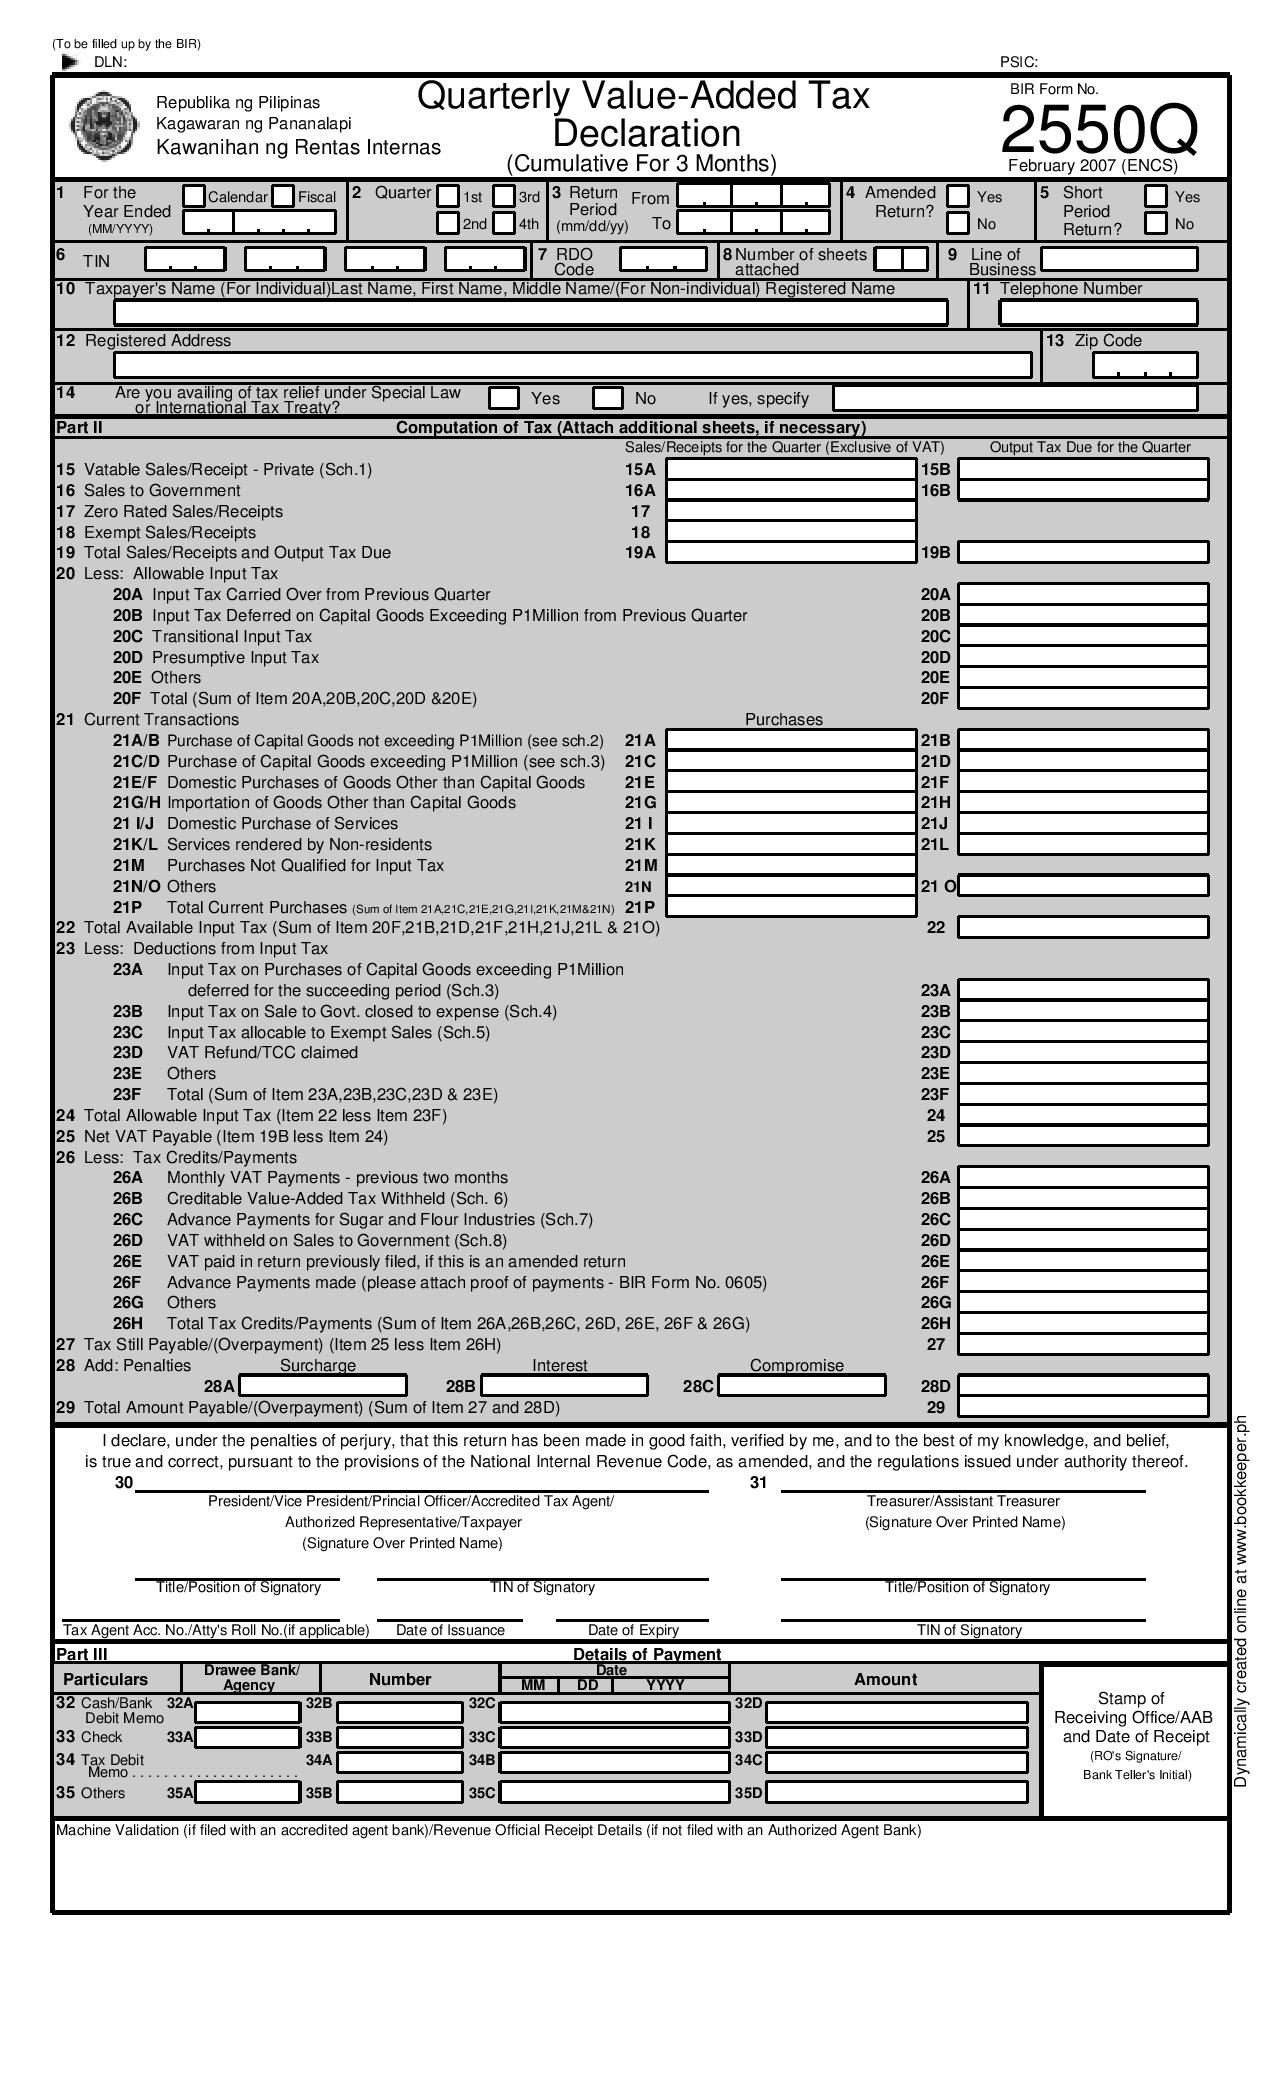 (To be filled up by the BIR)
DLN: PSIC:
Republika ng Pilipinas
Kagawaran ng Pananalapi
Kawanihan ng Rentas Internas
Quarterly Value-Added Tax
Declaration
(Cumulative For 3 Months)
BIR Form No.
2550Q
February 2007 (ENCS)
1 For the Year Ended (MM/YYYY) Calendar Fiscal
2 Quarter 1st 3rd 2nd 4th
3 Return Period (mm/dd/yy) From To
4 Amended Return? Yes No
5 Short Period Return? Yes No
6 TIN
7 RDO Code
8 Number of sheets attached
9 Line of Business
10 Taxpayer's Name (For Individual)Last Name, First Name, Middle Name/(For Non-individual) Registered Name
11 Telephone Number
12 Registered Address
13 Zip Code
14 Are you availing of tax relief under Special Law
or International Tax Treaty? Yes No If yes, specify
Part II Computation of Tax (Attach additional sheets, if necessary)
Sales/Receipts for the Quarter (Exclusive of VAT) Output Tax Due for the Quarter
15 Vatable Sales/Receipt - Private (Sch.1) 15A 15B
16 Sales to Government 16A 16B
17 Zero Rated Sales/Receipts 17
18 Exempt Sales/Receipts 18
19 Total Sales/Receipts and Output Tax Due 19A 19B
20 Less: Allowable Input Tax
20A Input Tax Carried Over from Previous Quarter 20A
20B Input Tax Deferred on Capital Goods Exceeding P1Million from Previous Quarter 20B
20C Transitional Input Tax 20C
20D Presumptive Input Tax 20D
20E Others 20E
20F Total (Sum of Item 20A,20B,20C,20D &20E) 20F
21 Current Transactions Purchases
21A/B Purchase of Capital Goods not exceeding P1Million (see sch.2) 21A 21B
21C/D Purchase of Capital Goods exceeding P1Million (see sch.3) 21C 21D
21E/F Domestic Purchases of Goods Other than Capital Goods 21E 21F
21G/H Importation of Goods Other than Capital Goods 21G 21H
21 I/J Domestic Purchase of Services 21 I 21J
21K/L Services rendered by Non-residents 21K 21L
21M Purchases Not Qualified for Input Tax 21M
21N/O Others 21N 21 O
21P Total Current Purchases (Sum of Item 21A,21C,21E,21G,21I,21K,21M&21N) 21P
22 Total Available Input Tax (Sum of Item 20F,21B,21D,21F,21H,21J,21L & 21O) 22
23 Less: Deductions from Input Tax
23A Input Tax on Purchases of Capital Goods exceeding P1Million
deferred for the succeeding period (Sch.3) 23A
23B Input Tax on Sale to Govt. closed to expense (Sch.4) 23B
23C Input Tax allocable to Exempt Sales (Sch.5) 23C
23D VAT Refund/TCC claimed 23D
23E Others 23E
23F Total (Sum of Item 23A,23B,23C,23D & 23E) 23F
24 Total Allowable Input Tax (Item 22 less Item 23F) 24
25 Net VAT Payable (Item 19B less Item 24) 25
26 Less: Tax Credits/Payments
26A Monthly VAT Payments - previous two months 26A
26B Creditable Value-Added Tax Withheld (Sch. 6) 26B
26C Advance Payments for Sugar and Flour Industries (Sch.7) 26C
26D VAT withheld on Sales to Government (Sch.8) 26D
26E VAT paid in return previously filed, if this is an amended return 26E
26F Advance Payments made (please attach proof of payments - BIR Form No. 0605) 26F
26G Others 26G
26H Total Tax Credits/Payments (Sum of Item 26A,26B,26C, 26D, 26E, 26F & 26G) 26H
27 Tax Still Payable/(Overpayment) (Item 25 less Item 26H) 27
28 Add: Penalties Surcharge Interest Compromise
28A 28B 28C 28D
29 Total Amount Payable/(Overpayment) (Sum of Item 27 and 28D) 29
I declare, under the penalties of perjury, that this return has been made in good faith, verified by me, and to the best of my knowledge, and belief,
is true and correct, pursuant to the provisions of the National Internal Revenue Code, as amended, and the regulations issued under authority thereof.
30 31
President/Vice President/Princial Officer/Accredited Tax Agent/ Treasurer/Assistant Treasurer
Authorized Representative/Taxpayer (Signature Over Printed Name)
(Signature Over Printed Name)
Title/Position of Signatory TIN of Signatory Title/Position of Signatory
Tax Agent Acc. No./Atty's Roll No.(if applicable) Date of Issuance Date of Expiry TIN of Signatory
Part III Details of Payment
Particulars Drawee Bank/ Agency Number Date MM DD YYYY Amount
32 Cash/Bank Debit Memo 32A 32B 32C 32D
33 Check 33A 33B 33C 33D
34 Tax Debit Memo . . . . . . . . . . . . . . . . . . . . . 34A 34B 34C
35 Others 35A 35B 35C 35D
Stamp of
Receiving Office/AAB
and Date of Receipt
(RO's Signature/
Bank Teller's Initial)
Machine Validation (if filed with an accredited agent bank)/Revenue Official Receipt Details (if not filed with an Authorized Agent Bank)
Dynamically created online at www.bookkeeper.ph